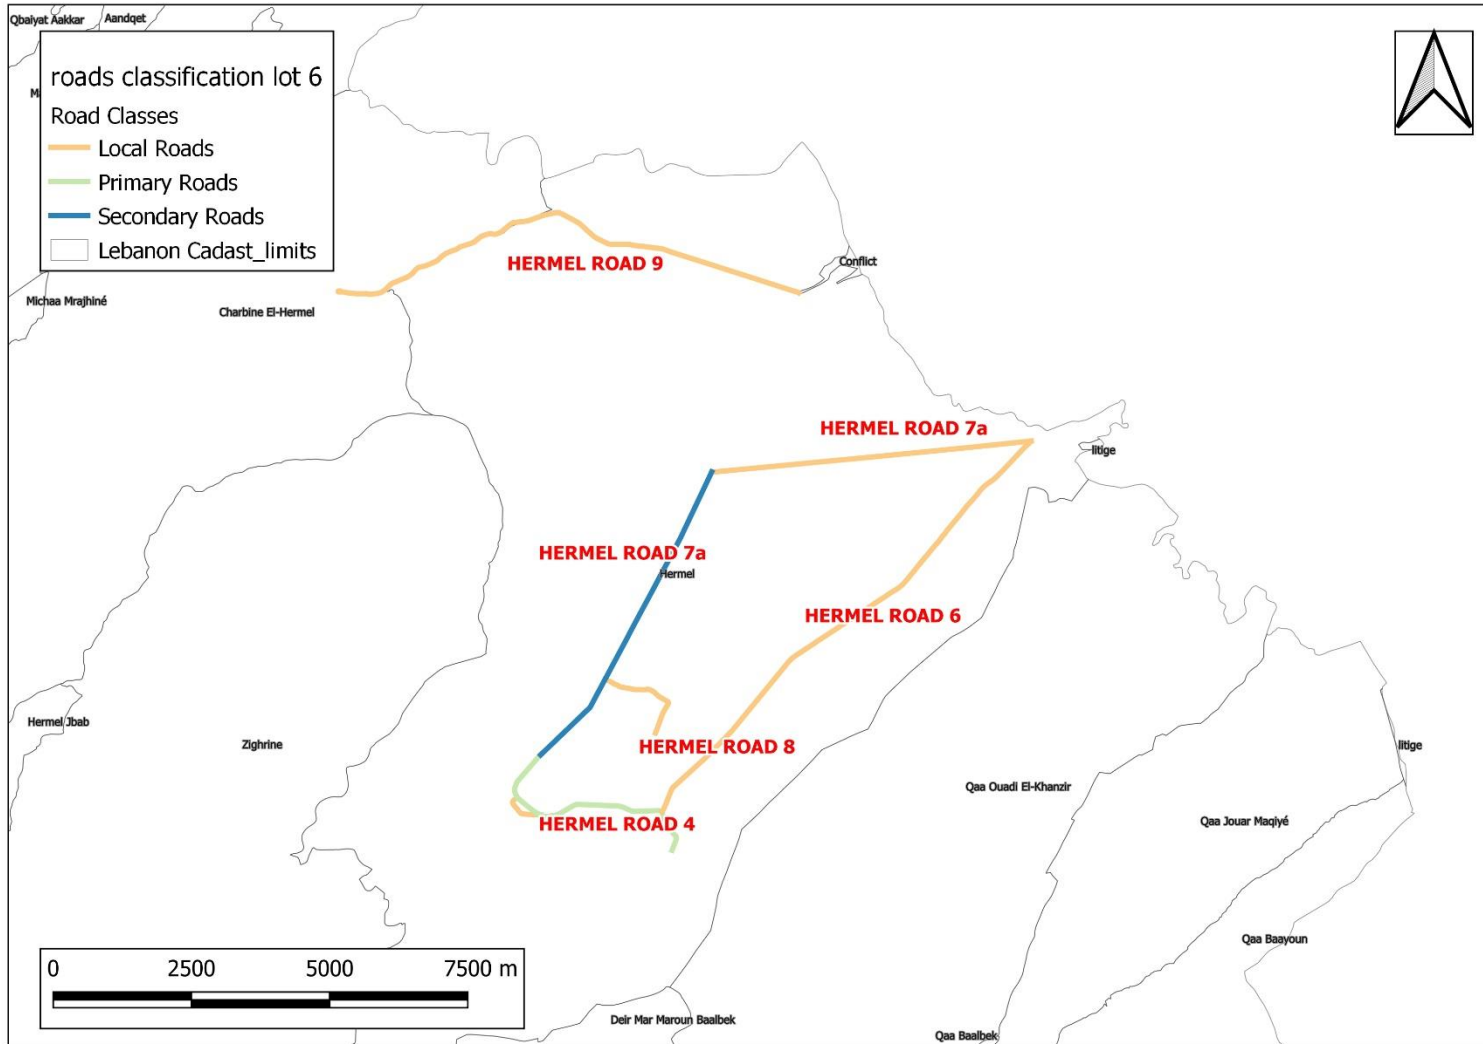 Qbaiyat Aakkar
Aandqet
roads classification lot 6
Road Classes
Local Roads
Primary Roads
Secondary Roads
Lebanon Cadast_limits
HERMEL ROAD 9
Conflict
Michaa Mrajhiné
Charbine El-Hermel
HERMEL ROAD 7a
litige
HERMEL ROAD 7a
Hermel
HERMEL ROAD 6
Hermel Jbab
Zighrine
HERMEL ROAD 8
litige
Qaa Ouadi El-Khanzir
HERMEL ROAD 4
Qaa Jouar Maqiyé
Qaa Baayoun
0 2500 5000 7500 m
Deir Mar Maroun Baalbek
Qaa Baalbek